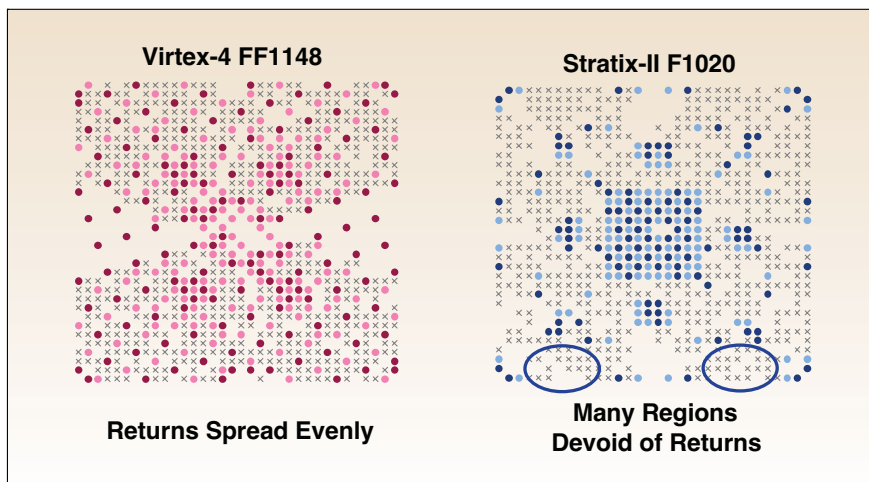 Virtex-4 FF1148
Stratix-II F1020
Returns Spread Evenly
Many Regions
Devoid of Returns